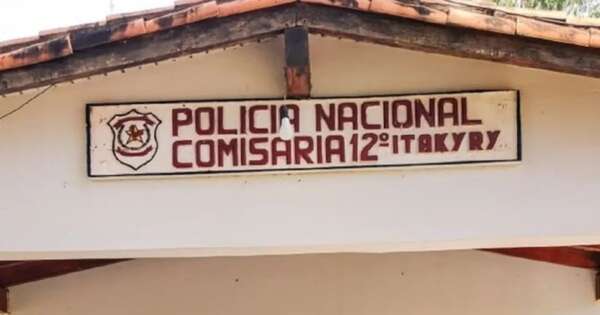 POLICIA NACIONAL
COMISARIA 12º ITAKYRY